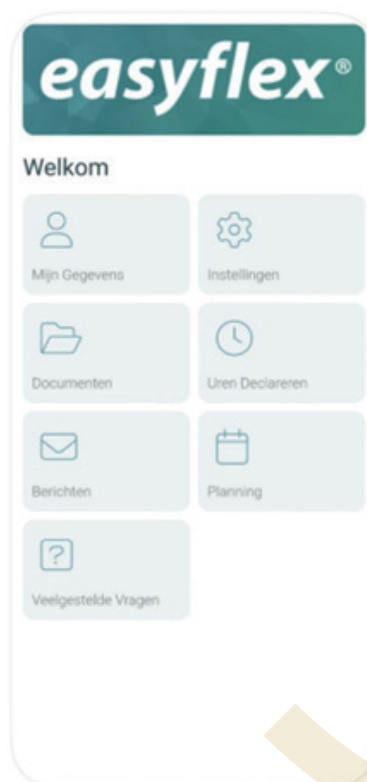 easyflex®
Welkom
Mijn Gegevens
Instellingen
Documenten
Uren Declareren
Berichten
Planning
?
Veelgestelde Vragen